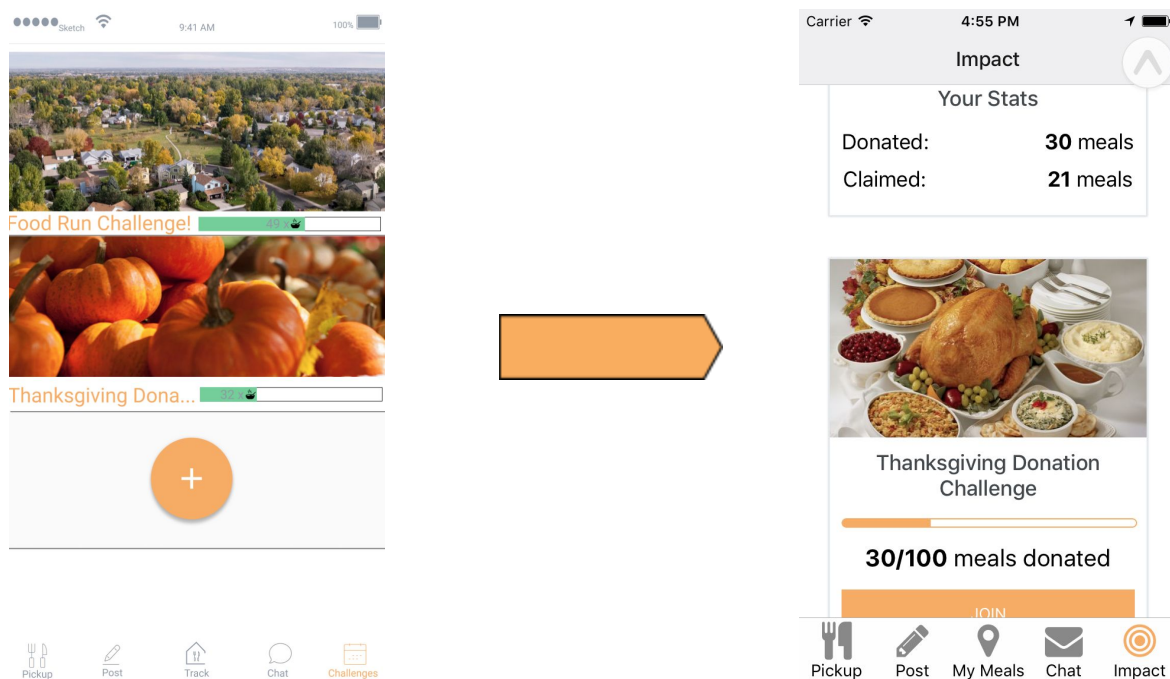 Sketch
9:41 AM
100%
Food Run Challenge!
49 x
Thanksgiving Dona...
32 x
+
Pickup
Post
Track
Chat
Challenges
Carrier
4:55 PM
Impact
Your Stats
Donated: 30 meals
Claimed: 21 meals
Thanksgiving Donation
Challenge
30/100 meals donated
JOIN
Pickup
Post
My Meals
Chat
Impact